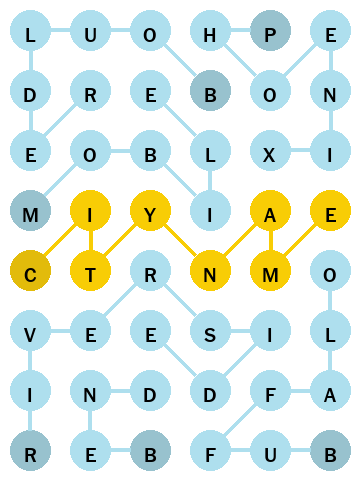 L U O H P E
D R E B O N
E O B L X I
M I Y I A E
C T R N M O
V E E S I L
I N D D F A
R E B F U B